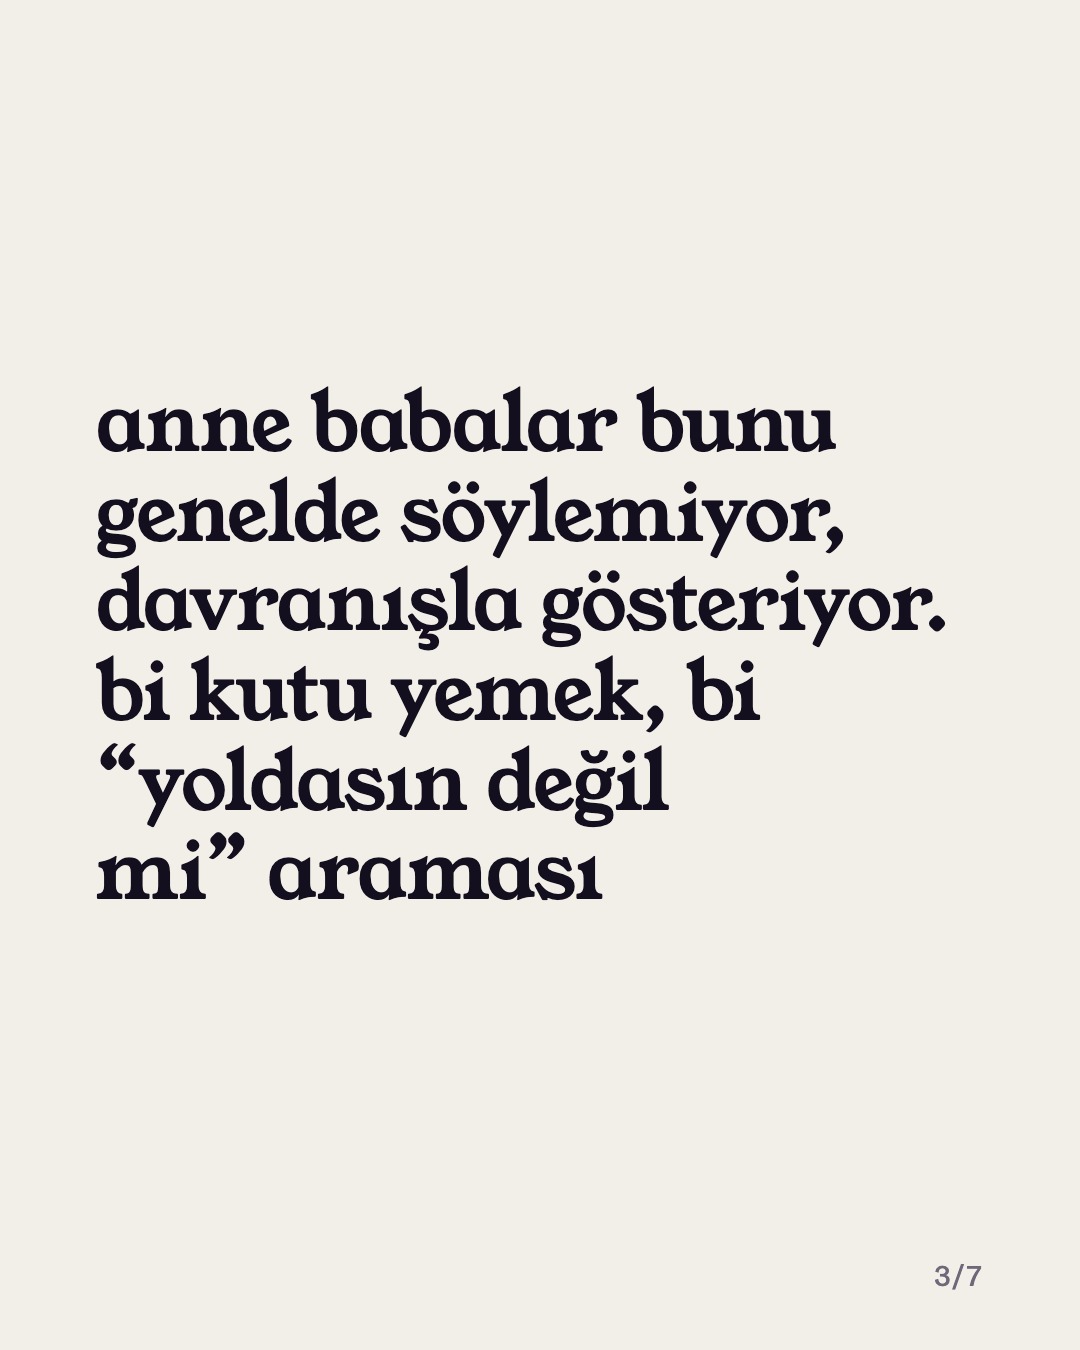 anne babalar bunu
genelde söylemiyor,
davranışla gösteriyor.
bi kutu yemek, bi
“yoldasın değil
mi” araması
3/7